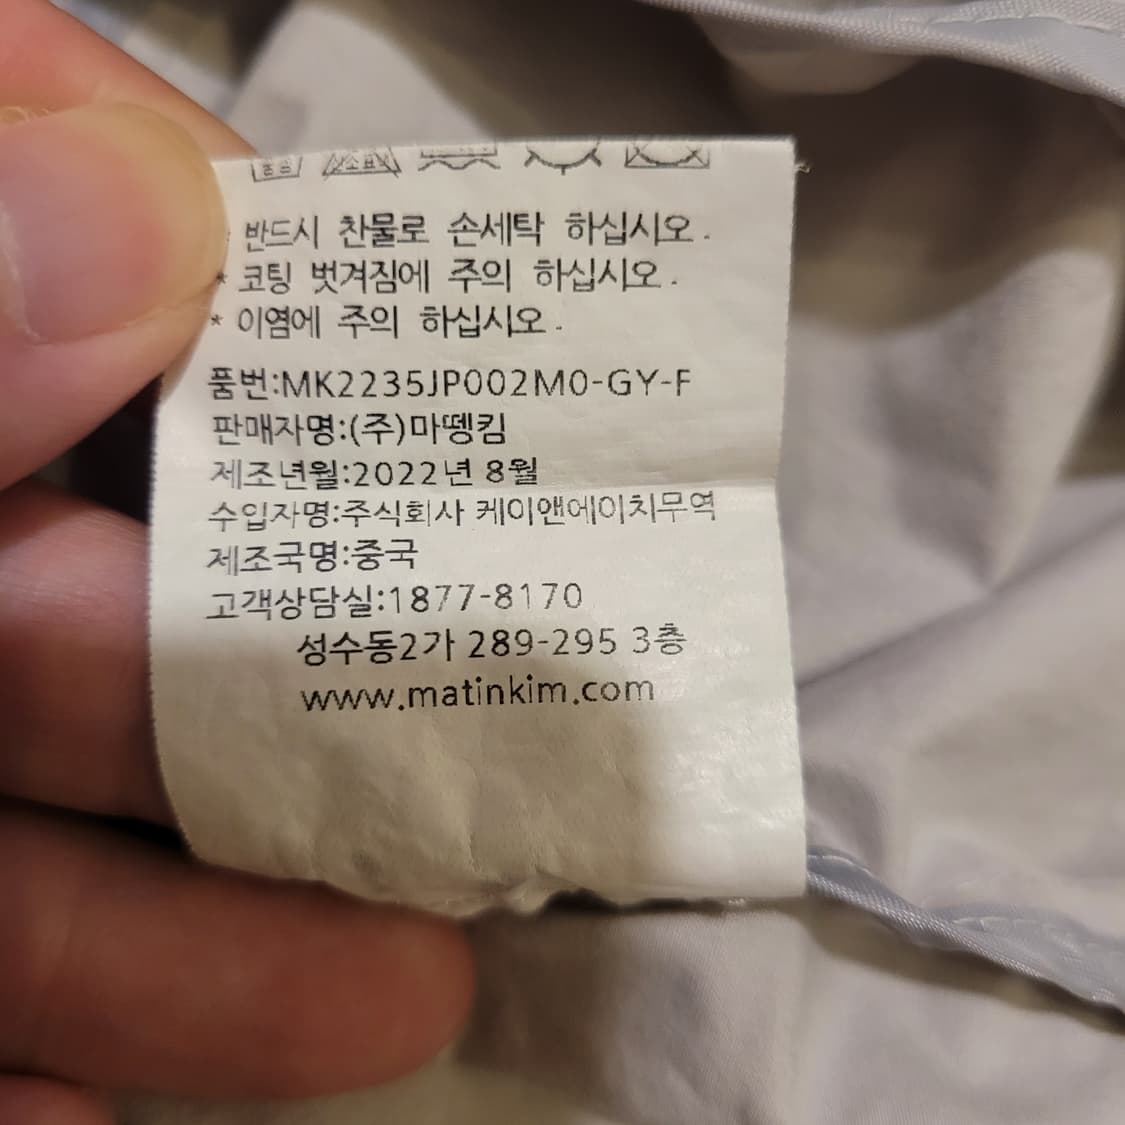 * 반드시 찬물로 손세탁 하십시오.
* 코팅 벗겨짐에 주의 하십시오.
* 이염에 주의 하십시오.
품번:MK2235JP002M0-GY-F
판매자명:(주)마뗑킴
제조년월:2022년 8월
수입자명:주식회사 케이앤에이치무역
제조국명:중국
고객상담실:1877-8170
성수동2가 289-295 3층
www.matinkim.com